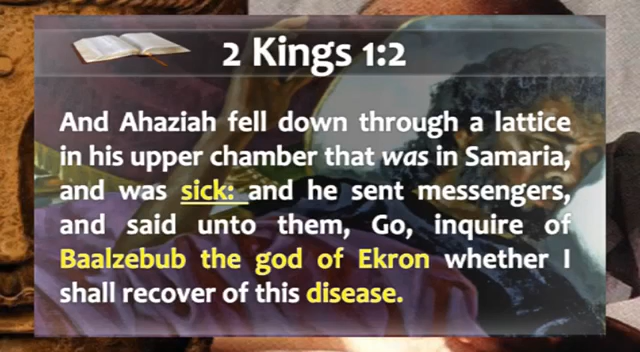 2 Kings 1:2
And Ahaziah fell down through a lattice
in his upper chamber that was in Samaria,
and was sick: and he sent messengers,
and said unto them, Go, inquire of
Baalzebub the god of Ekron whether I
shall recover of this disease.